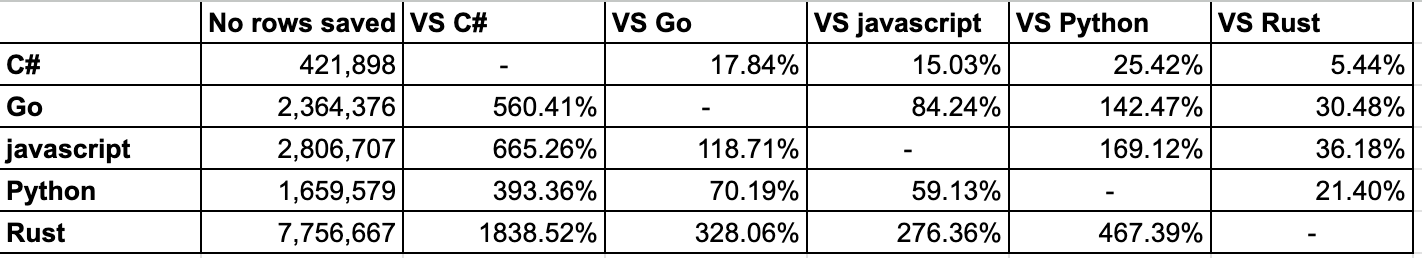 No rows saved VS C# VS Go VS javascript VS Python VS Rust
C# 421,898 - 17.84% 15.03% 25.42% 5.44%
Go 2,364,376 560.41% - 84.24% 142.47% 30.48%
javascript 2,806,707 665.26% 118.71% - 169.12% 36.18%
Python 1,659,579 393.36% 70.19% 59.13% - 21.40%
Rust 7,756,667 1838.52% 328.06% 276.36% 467.39% -